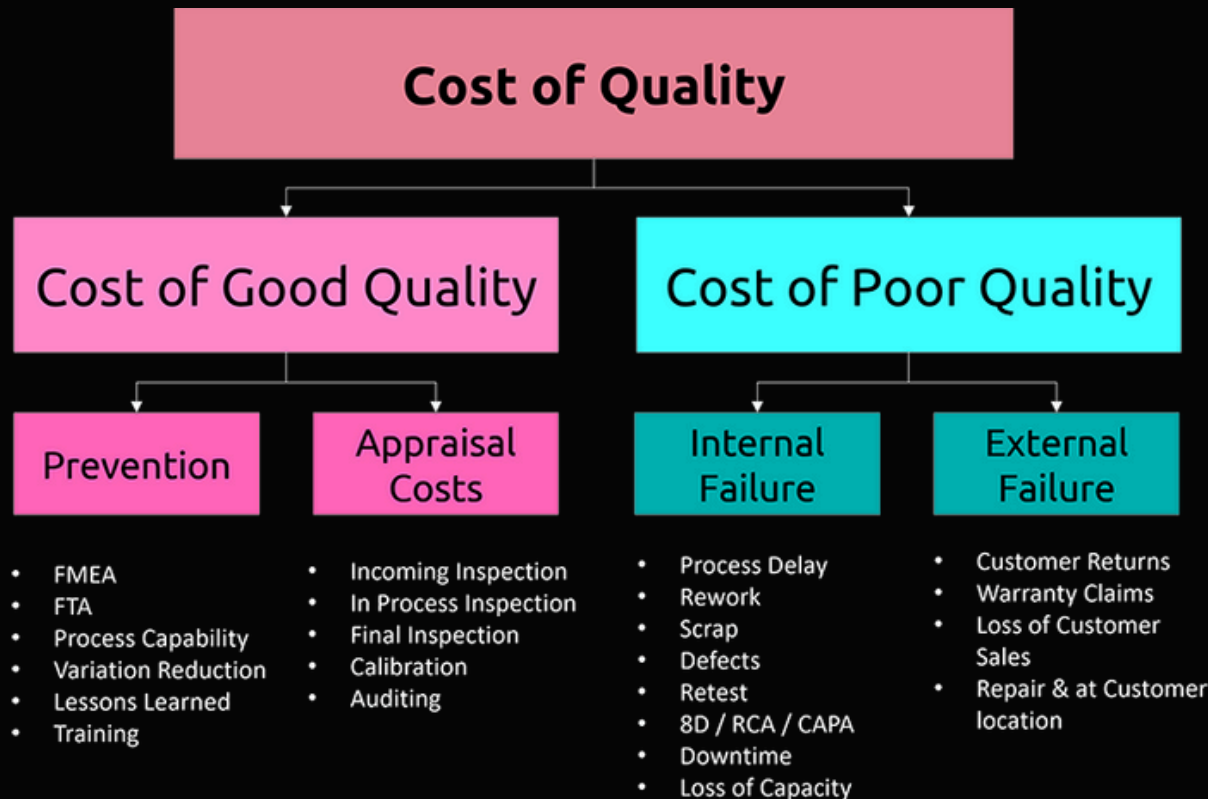 Cost of Quality
Cost of Good Quality
Cost of Poor Quality
Prevention
Appraisal
Costs
Internal
Failure
External
Failure
• FMEA
• FTA
• Process Capability
• Variation Reduction
• Lessons Learned
• Training
• Incoming Inspection
• In Process Inspection
• Final Inspection
• Calibration
• Auditing
• Process Delay
• Rework
• Scrap
• Defects
• Retest
• 8D / RCA / CAPA
• Downtime
• Loss of Capacity
• Customer Returns
• Warranty Claims
• Loss of Customer
Sales
• Repair & at Customer
location